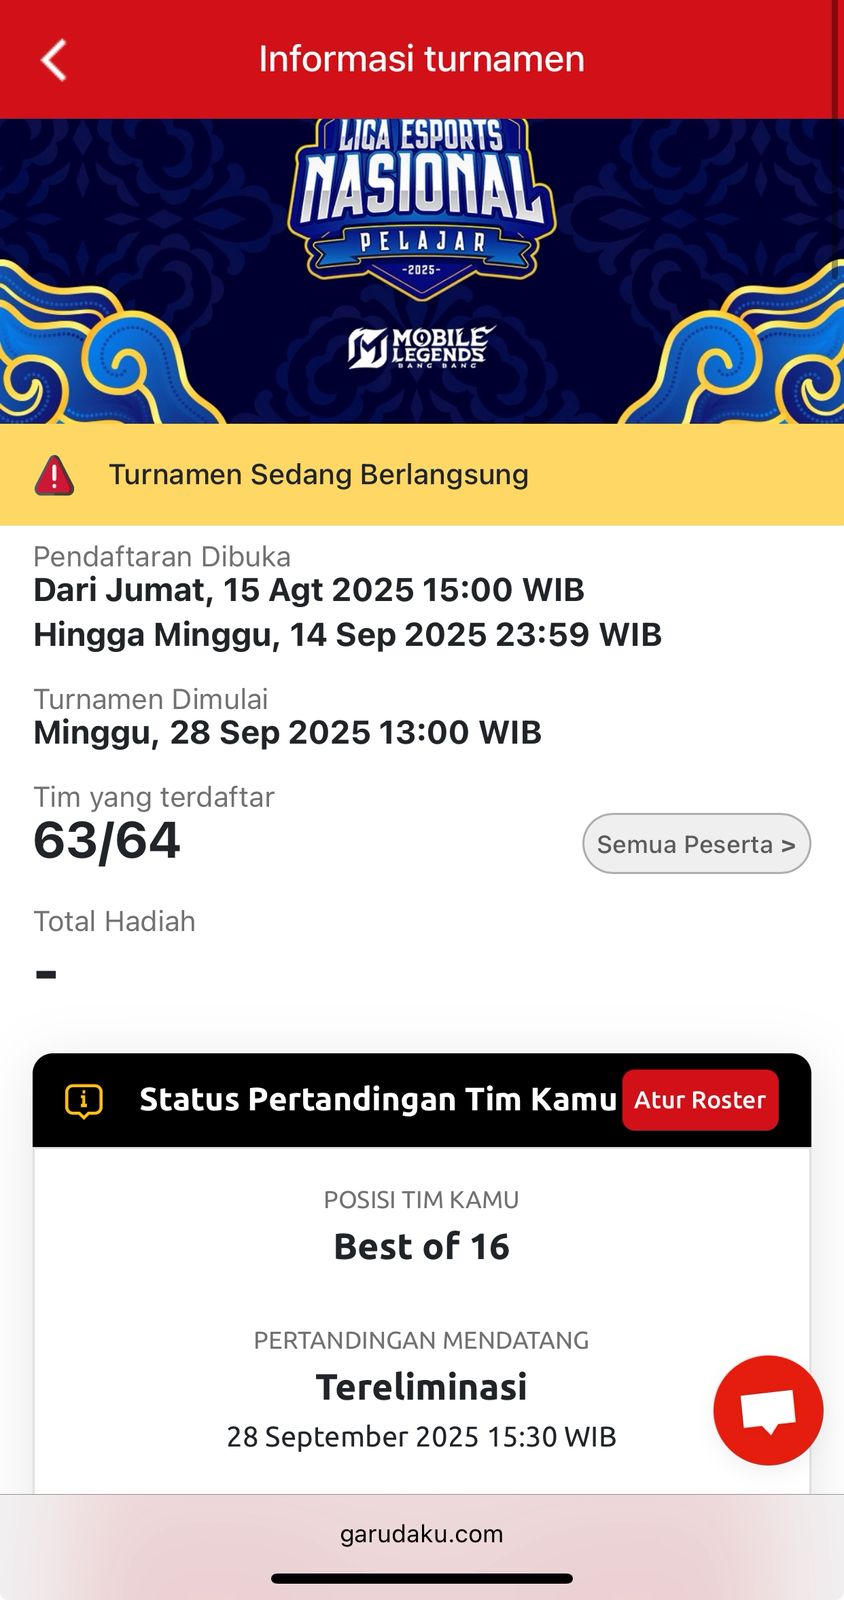 Informasi turnamen
LIGA ESPORTS
NASIONAL
PELAJAR
-2025-
MOBILE
LEGENDS
BANG BANG
Turnamen Sedang Berlangsung
Pendaftaran Dibuka
Dari Jumat, 15 Agt 2025 15:00 WIB
Hingga Minggu, 14 Sep 2025 23:59 WIB
Turnamen Dimulai
Minggu, 28 Sep 2025 13:00 WIB
Tim yang terdaftar
63/64
Semua Peserta >
Total Hadiah
-
Status Pertandingan Tim Kamu
Atur Roster
POSISI TIM KAMU
Best of 16
PERTANDINGAN MENDATANG
Tereliminasi
28 September 2025 15:30 WIB
garudaku.com